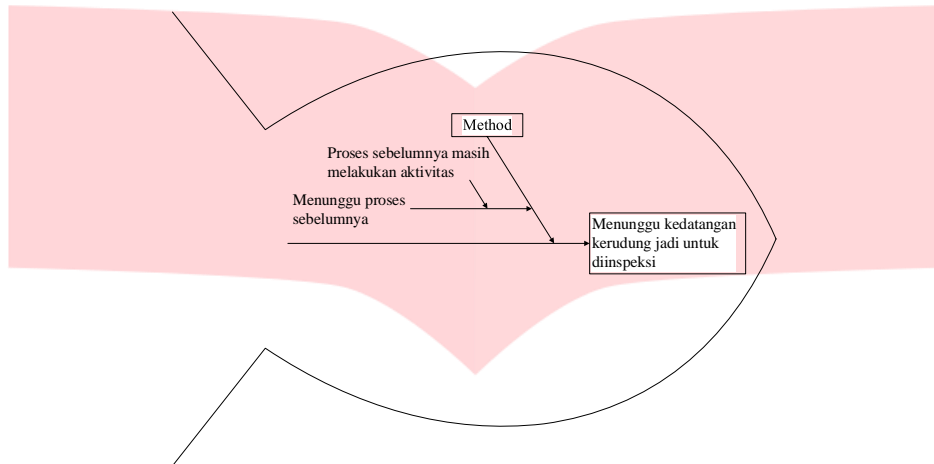 Method
Proses sebelumnya masih
melakukan aktivitas
Menunggu proses
sebelumnya
Menunggu kedatangan
kerudung jadi untuk
diinspeksi